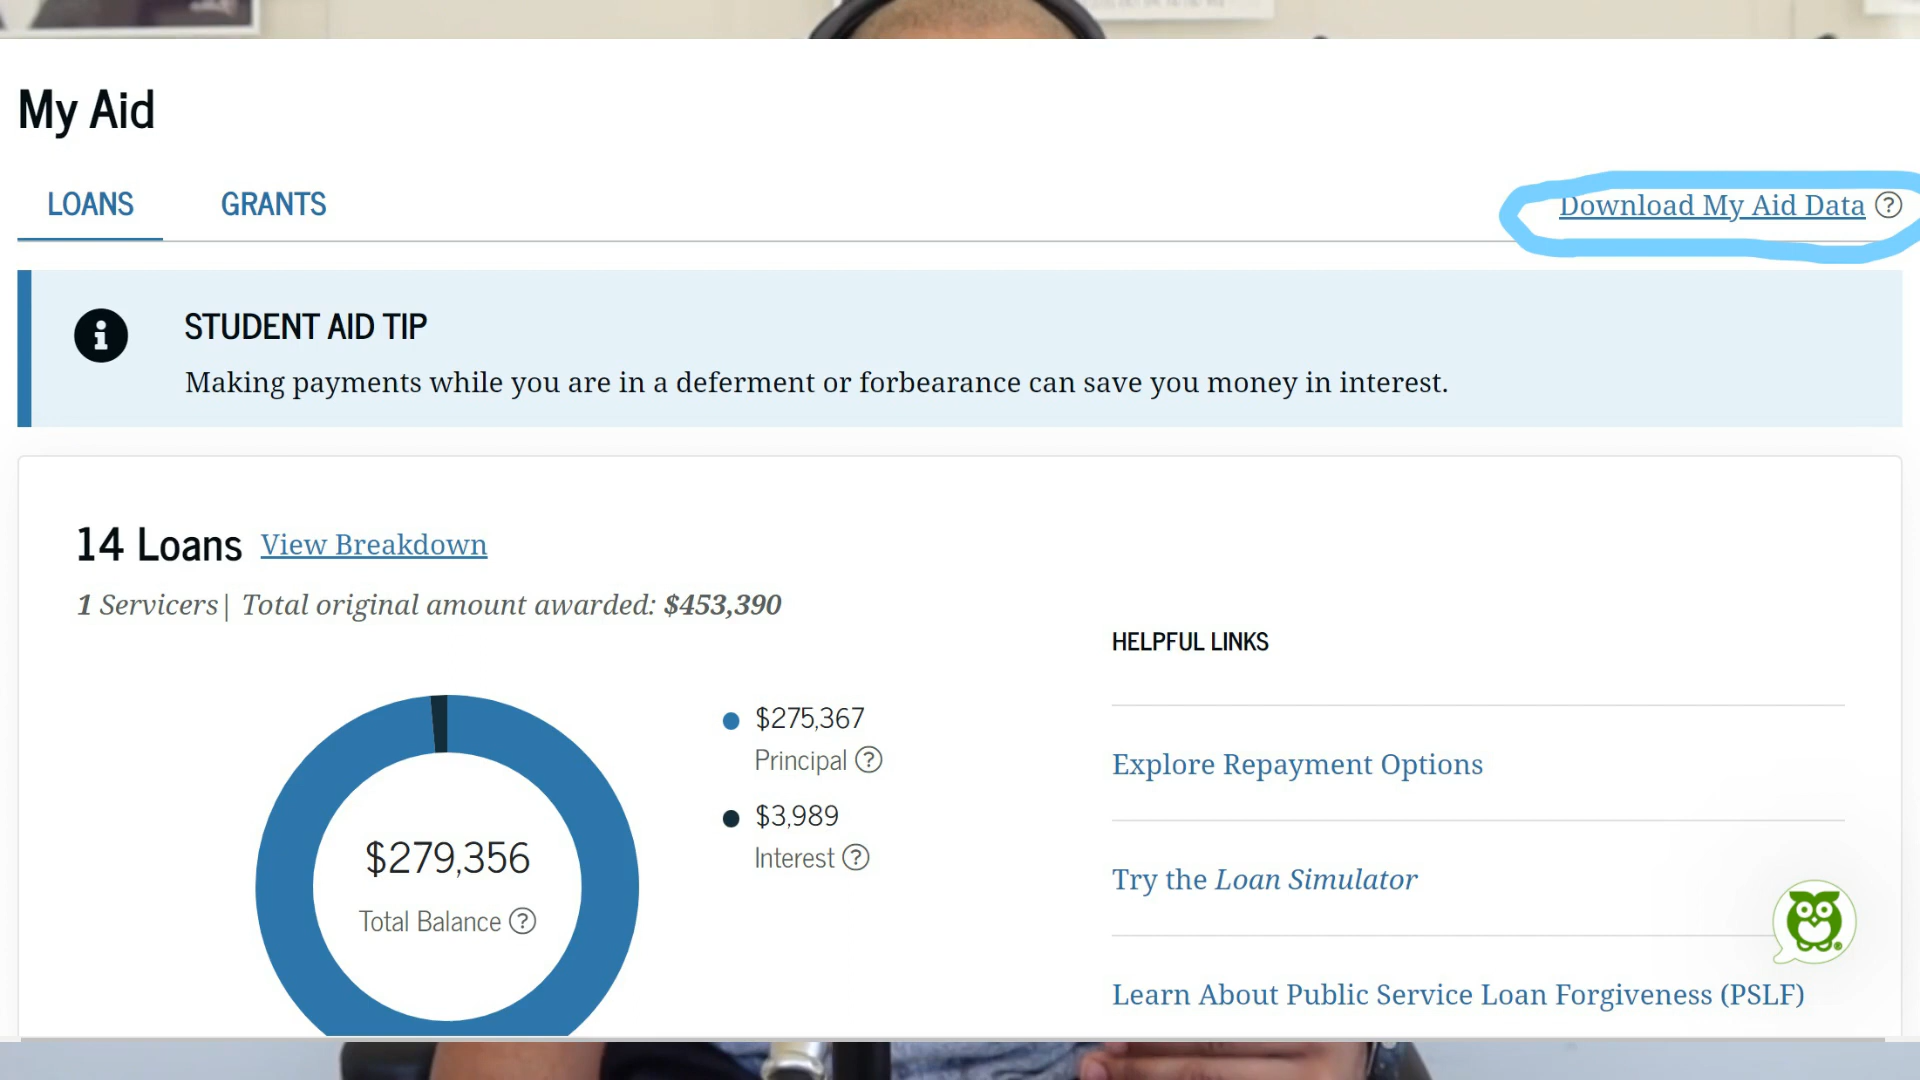 My Aid
LOANS GRANTS Download My Aid Data ?
STUDENT AID TIP
Making payments while you are in a deferment or forbearance can save you money in interest.
14 Loans View Breakdown
1 Servicers| Total original amount awarded: $453,390
$275,367
Principal ?
$3,989
Interest ?
$279,356
Total Balance ?
HELPFUL LINKS
Explore Repayment Options
Try the Loan Simulator
Learn About Public Service Loan Forgiveness (PSLF)